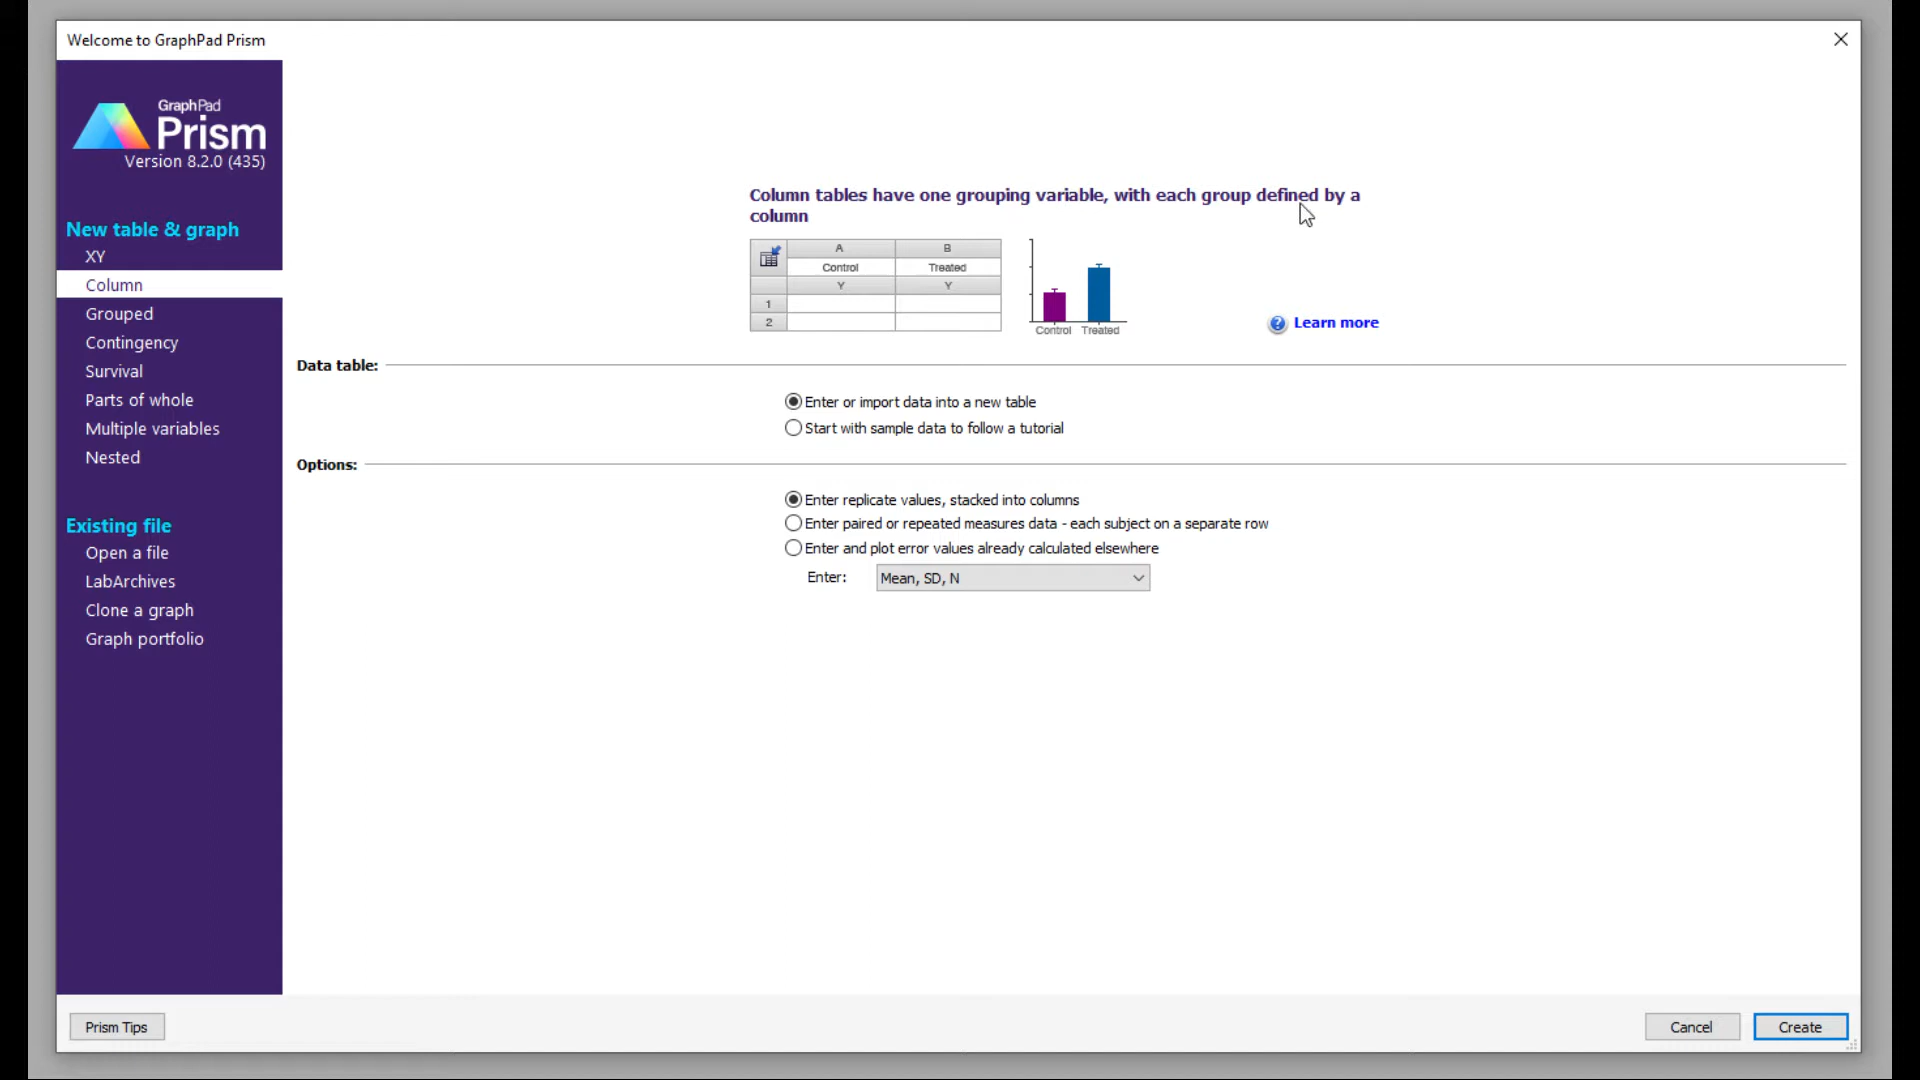 Welcome to GraphPad Prism
GraphPad
Prism
Version 8.2.0 (435)
New table & graph
XY
Column
Grouped
Contingency
Survival
Parts of whole
Multiple variables
Nested
Existing file
Open a file
LabArchives
Clone a graph
Graph portfolio
Column tables have one grouping variable, with each group defined by a
column
A B
Control Treated
Y Y
1
2
Control Treated
Learn more
Data table:
Enter or import data into a new table
Start with sample data to follow a tutorial
Options:
Enter replicate values, stacked into columns
Enter paired or repeated measures data - each subject on a separate row
Enter and plot error values already calculated elsewhere
Enter: Mean, SD, N
Prism Tips
Cancel
Create